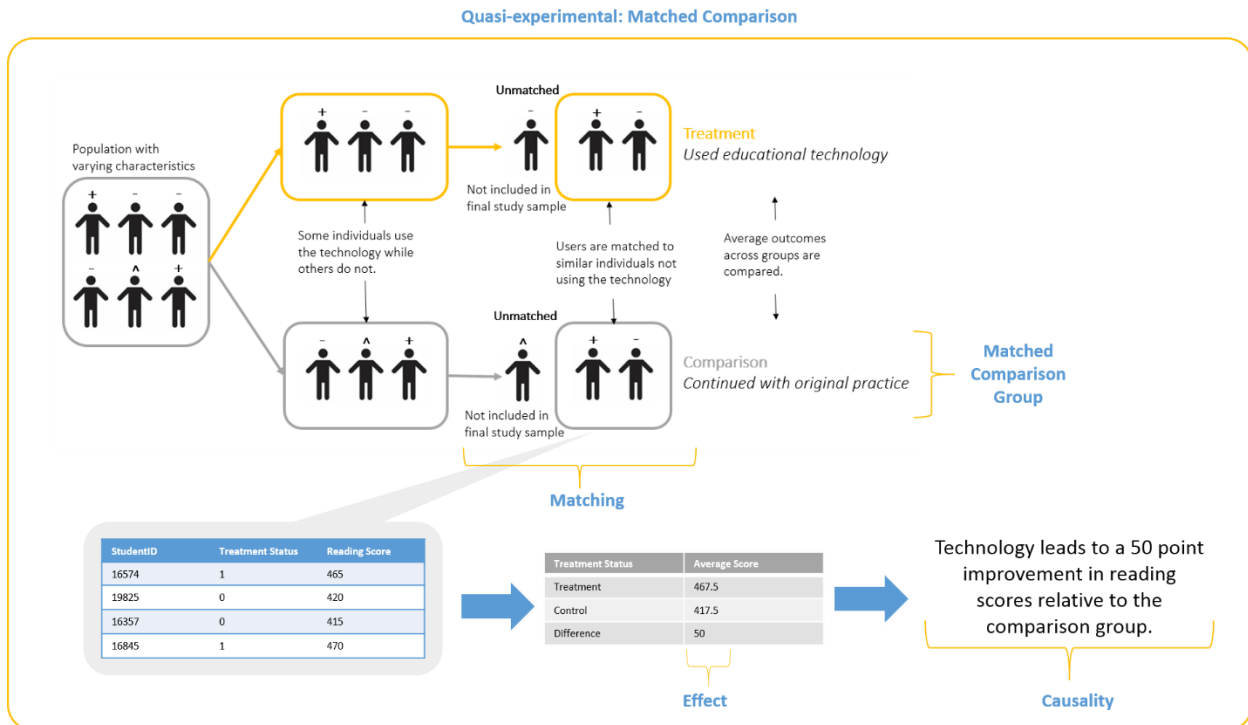 Quasi-experimental: Matched Comparison
Population with
varying characteristics
+ - -
- ^ +
+ - -
Some individuals use
the technology while
others do not.
- ^ +
Unmatched
-
Not included in
final study sample
+ -
Treatment
Used educational technology
Users are matched to
similar individuals not
using the technology
Average outcomes
across groups are
compared.
Unmatched
^
Not included in
final study sample
+ -
Comparison
Continued with original practice
Matched
Comparison
Group
Matching
StudentID Treatment Status Reading Score
16574 1 465
19825 0 420
16357 0 415
16845 1 470
Treatment Status Average Score
Treatment 467.5
Control 417.5
Difference 50
Effect
Technology leads to a 50 point
improvement in reading
scores relative to the
comparison group.
Causality